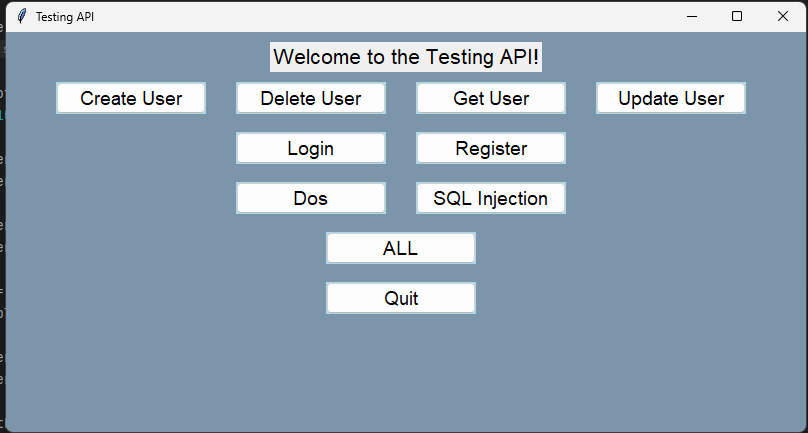 Testing API
Welcome to the Testing API!
Create User Delete User Get User Update User
Login Register
Dos SQL Injection
ALL
Quit